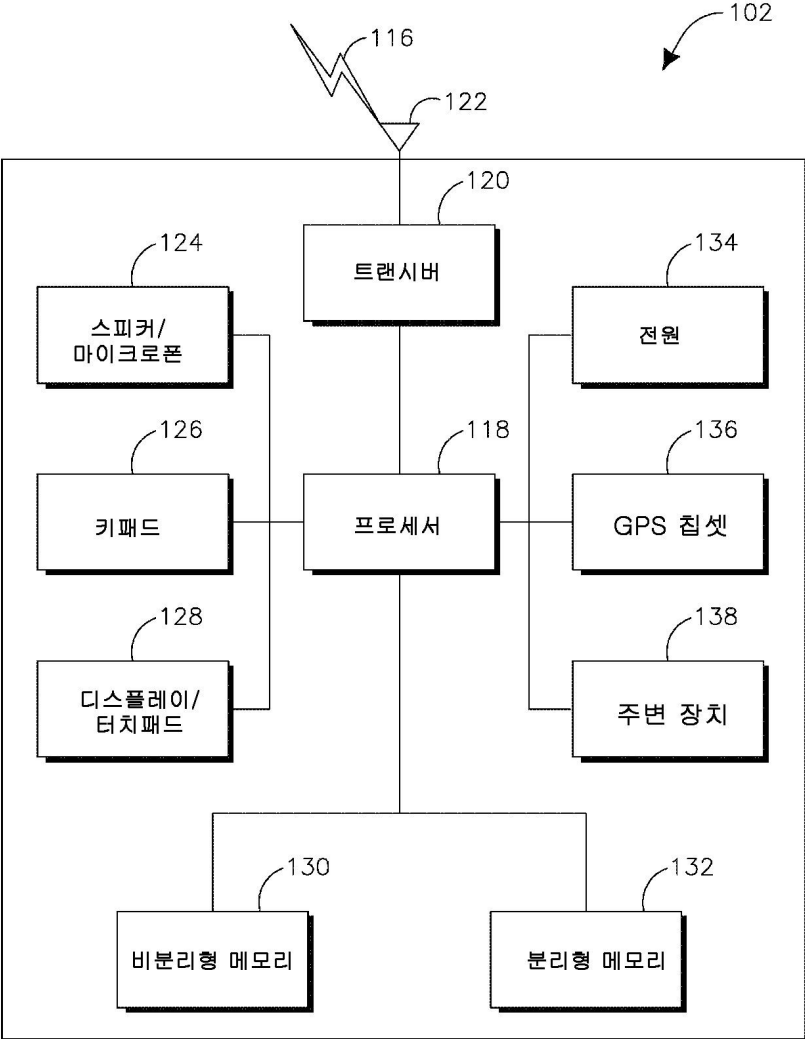 102
116
122
120
트랜시버
124
스피커/
마이크로폰
134
전원
126
키패드
118
프로세서
136
GPS 칩셋
128
디스플레이/
터치패드
138
주변 장치
130
비분리형 메모리
132
분리형 메모리